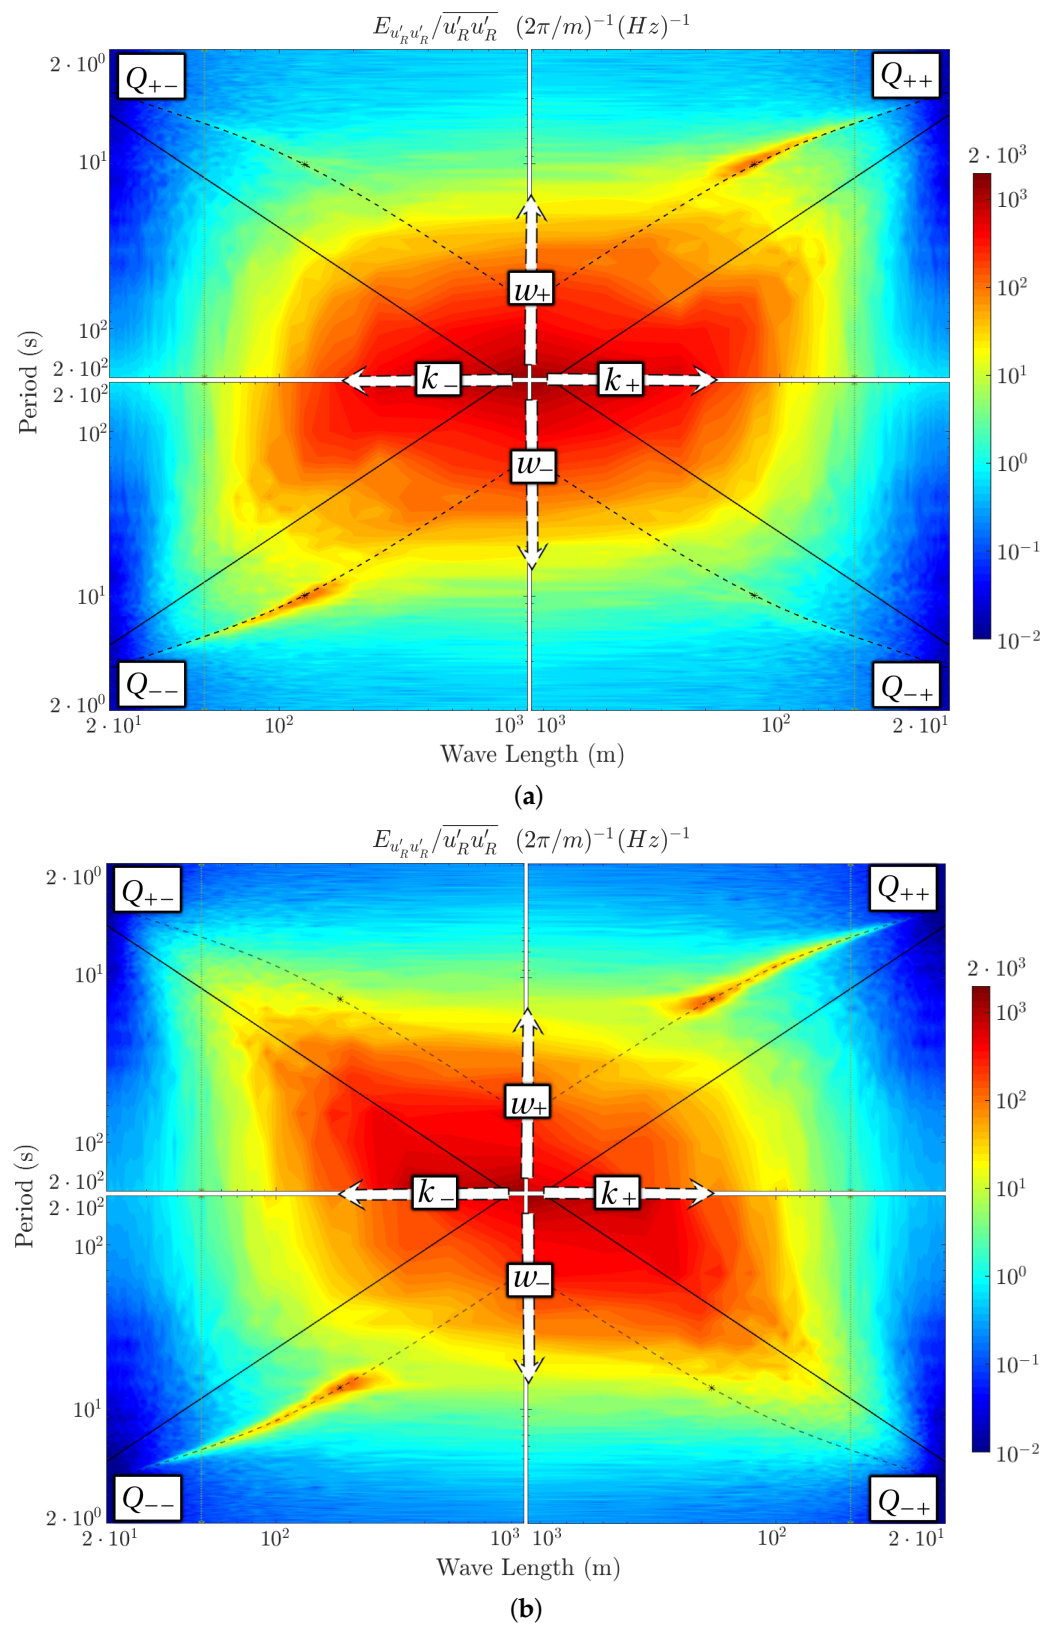 E_{u'_R u'_R}/\overline{u'_R u'_R} (2π/m)^{−1}(Hz)^{−1}
Q_{+−}
Q_{++}
2 · 10^0
10^1
10^2
2 · 10^2
2 · 10^2
10^2
10^1
2 · 10^0
Period (s)
w_+
k_−
k_+
w_−
Q_{−−}
Q_{−+}
2 · 10^1
10^2
10^3
10^3
10^2
2 · 10^1
Wave Length (m)
2 · 10^3
10^3
10^2
10^1
10^0
10^{−1}
10^{−2}
(a)
E_{u'_R u'_R}/\overline{u'_R u'_R} (2π/m)^{−1}(Hz)^{−1}
Q_{+−}
Q_{++}
2 · 10^0
10^1
10^2
2 · 10^2
2 · 10^2
10^2
10^1
2 · 10^0
Period (s)
w_+
k_−
k_+
w_−
Q_{−−}
Q_{−+}
2 · 10^1
10^2
10^3
10^3
10^2
2 · 10^1
Wave Length (m)
2 · 10^3
10^3
10^2
10^1
10^0
10^{−1}
10^{−2}
(b)